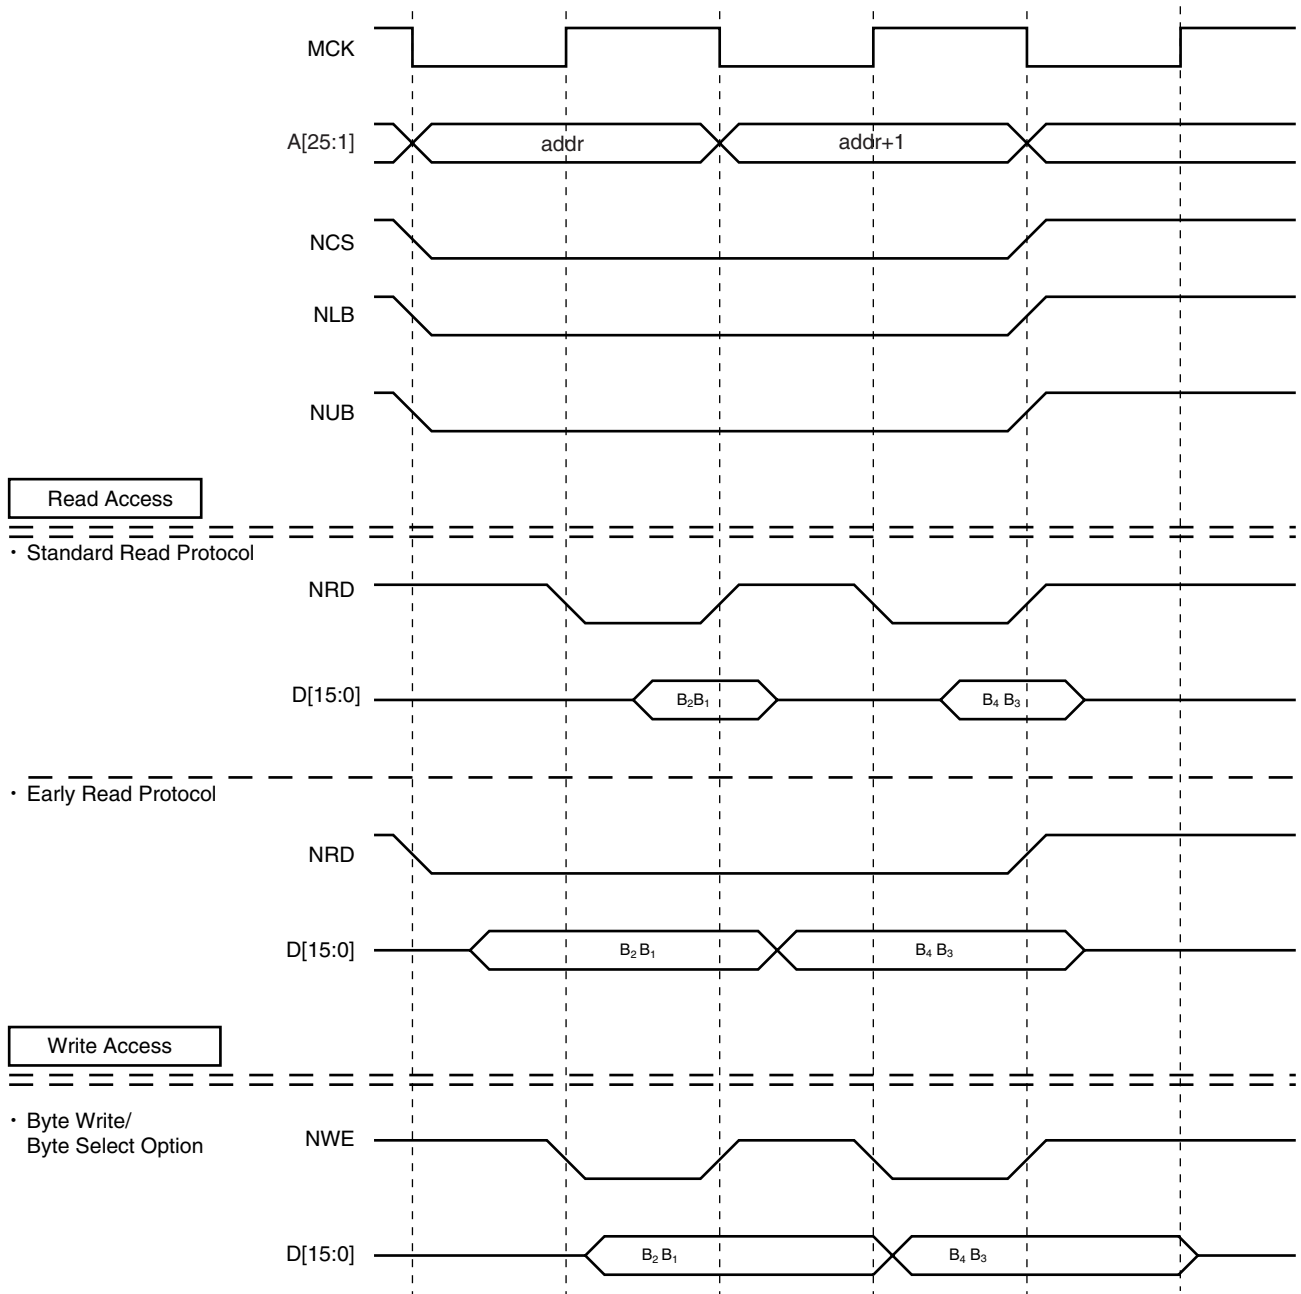 MCK
A[25:1] addr addr+1
NCS
NLB
NUB
Read Access
· Standard Read Protocol
NRD
D[15:0] B₂B₁ B₄ B₃
· Early Read Protocol
NRD
D[15:0] B₂ B₁ B₄ B₃
Write Access
· Byte Write/
Byte Select Option NWE
D[15:0] B₂ B₁ B₄ B₃